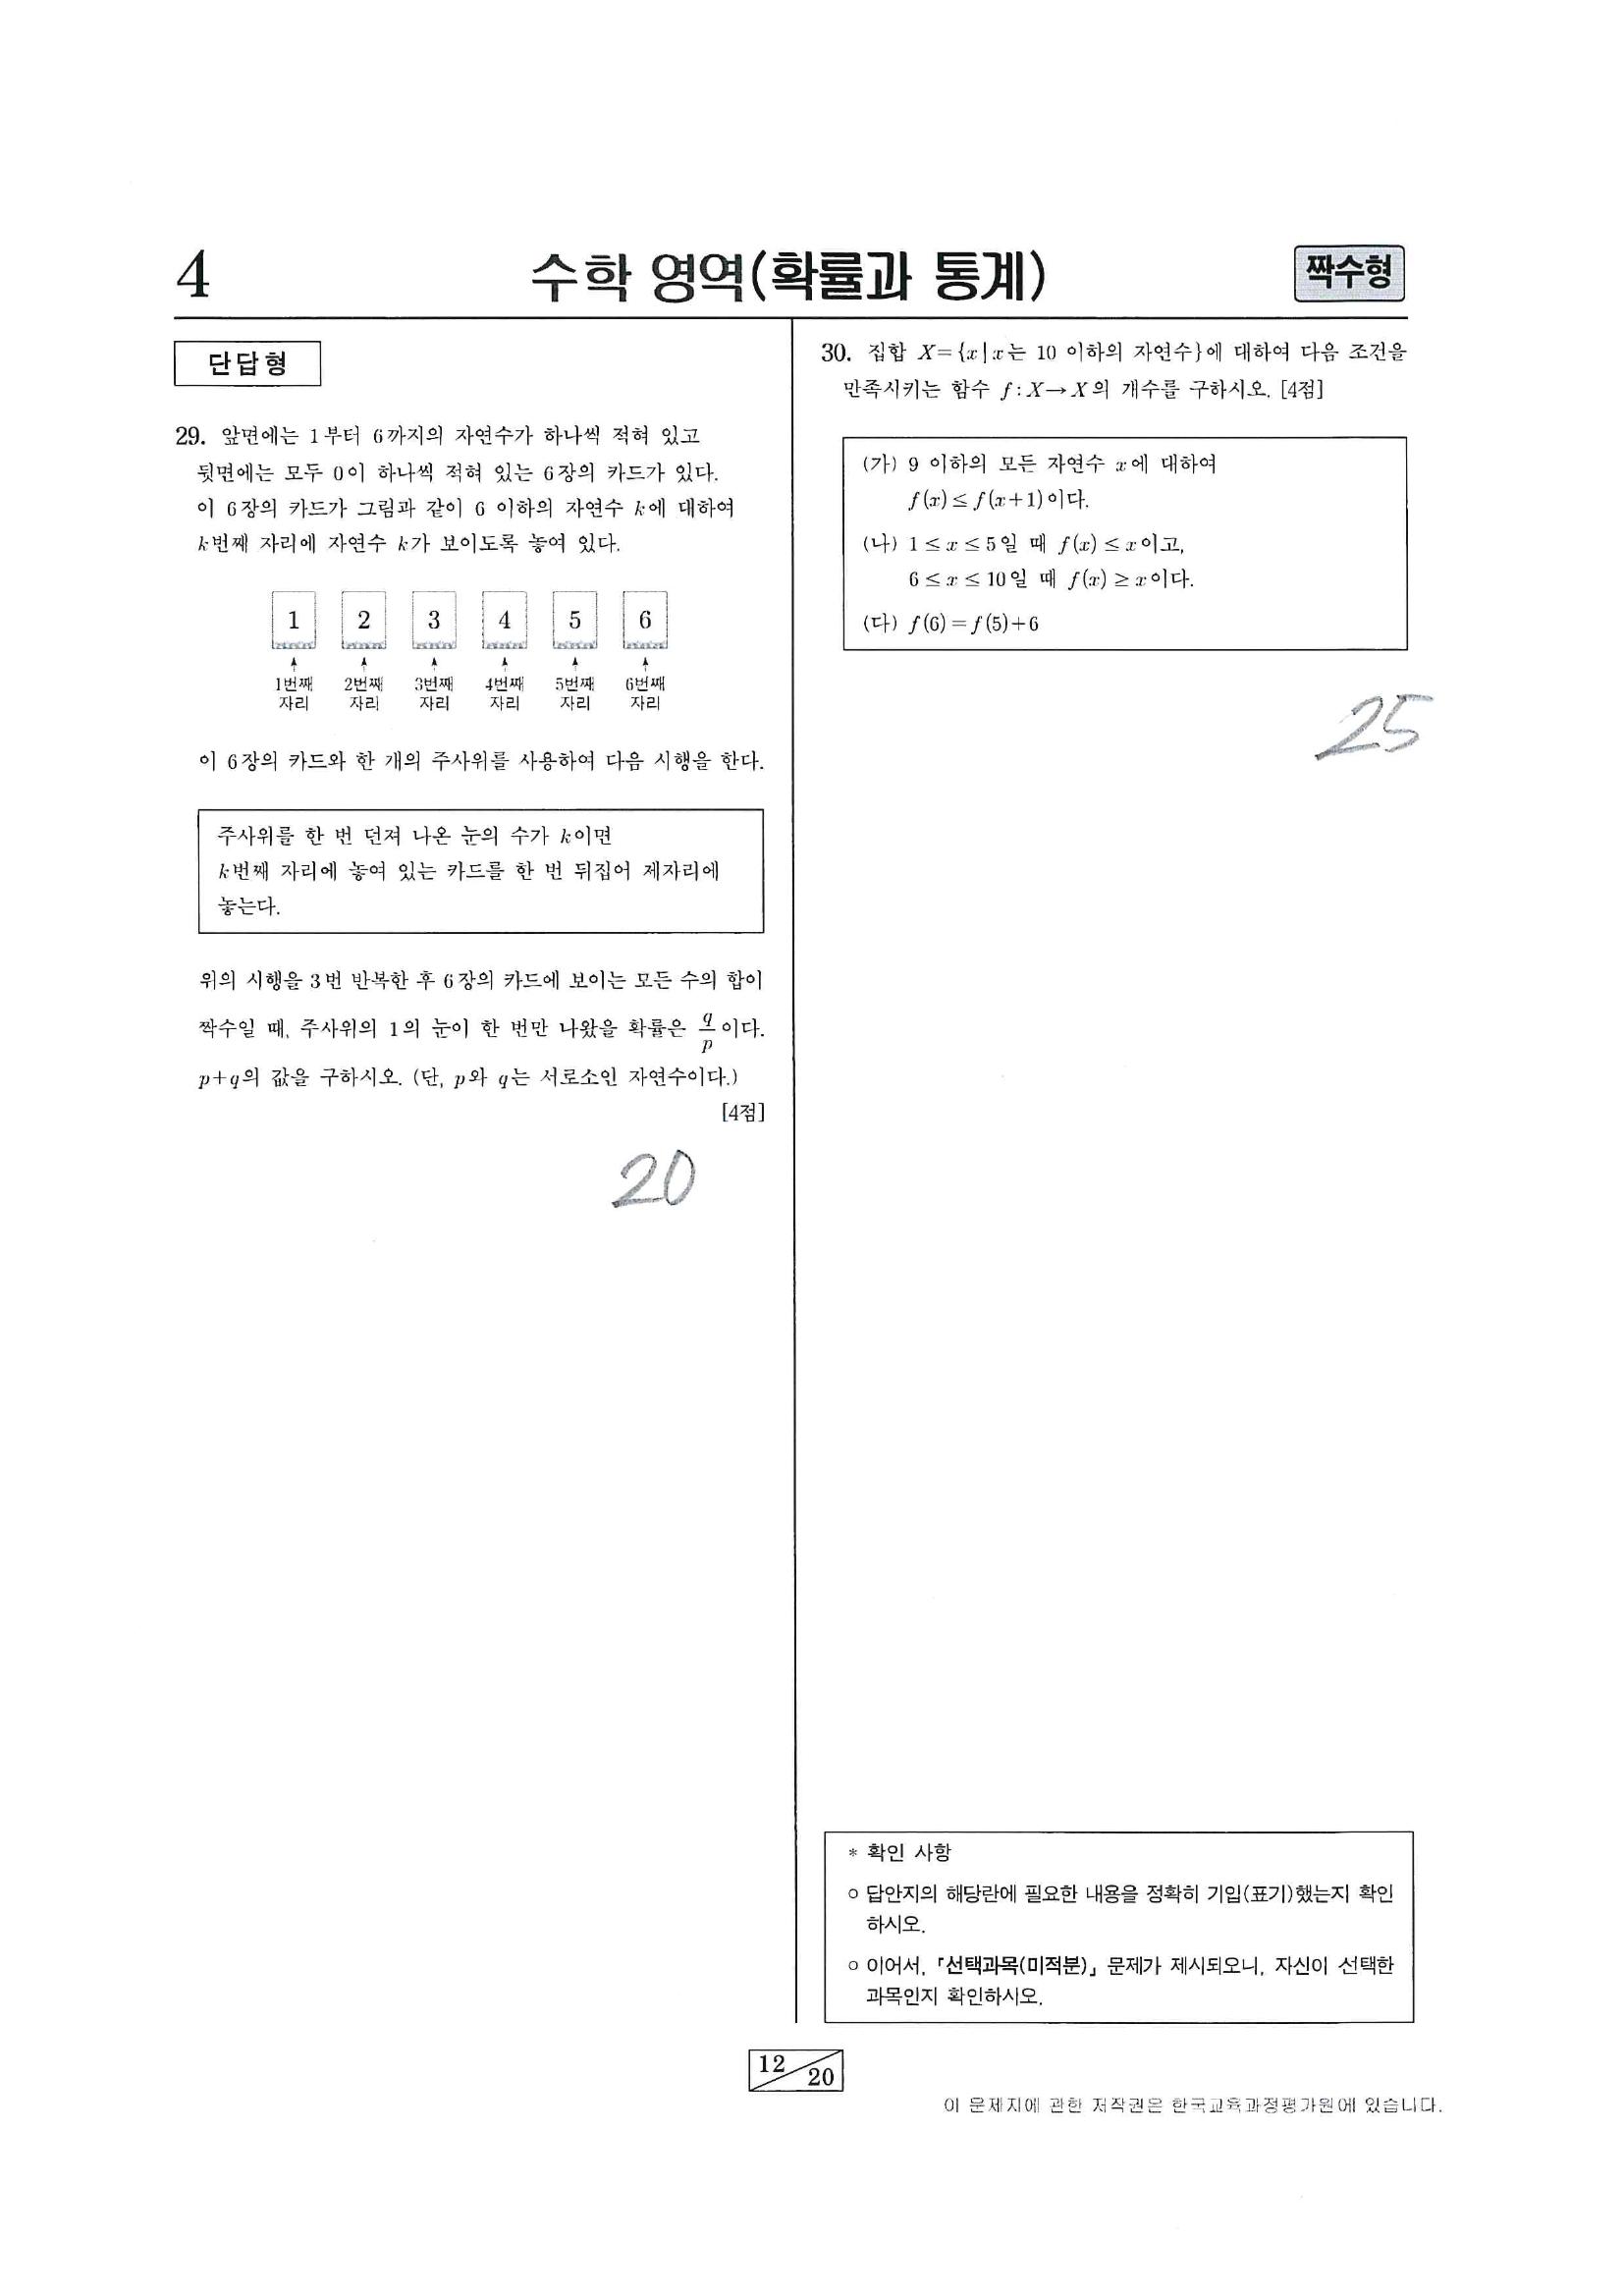 4
수학 영역(확률과 통계)
짝수형
단답형
29. 앞면에는 1부터 6까지의 자연수가 하나씩 적혀 있고
뒷면에는 모두 0이 하나씩 적혀 있는 6장의 카드가 있다.
이 6장의 카드가 그림과 같이 6 이하의 자연수 k에 대하여
k번째 자리에 자연수 k가 보이도록 놓여 있다.
1 2 3 4 5 6
1번째 2번째 3번째 4번째 5번째 6번째
자리 자리 자리 자리 자리 자리
이 6장의 카드와 한 개의 주사위를 사용하여 다음 시행을 한다.
주사위를 한 번 던져 나온 눈의 수가 k이면
k번째 자리에 놓여 있는 카드를 한 번 뒤집어 제자리에
놓는다.
위의 시행을 3번 반복한 후 6장의 카드에 보이는 모든 수의 합이
짝수일 때, 주사위의 1의 눈이 한 번만 나왔을 확률은 q/p이다.
p+q의 값을 구하시오. (단, p와 q는 서로소인 자연수이다.)
[4점]
20
30. 집합 X={x|x는 10 이하의 자연수}에 대하여 다음 조건을
만족시키는 함수 f : X→X의 개수를 구하시오. [4점]
(가) 9 이하의 모든 자연수 x에 대하여
f(x)≤f(x+1)이다.
(나) 1≤x≤5일 때 f(x)≤x이고,
6≤x≤10일 때 f(x)≥x이다.
(다) f(6)=f(5)+6
25
* 확인 사항
○ 답안지의 해당란에 필요한 내용을 정확히 기입(표기)했는지 확인
하시오.
○ 이어서, 「선택과목(미적분)」 문제가 제시되오니, 자신이 선택한
과목인지 확인하시오.
12/20
이 문제지에 관한 저작권은 한국교육과정평가원에 있습니다.